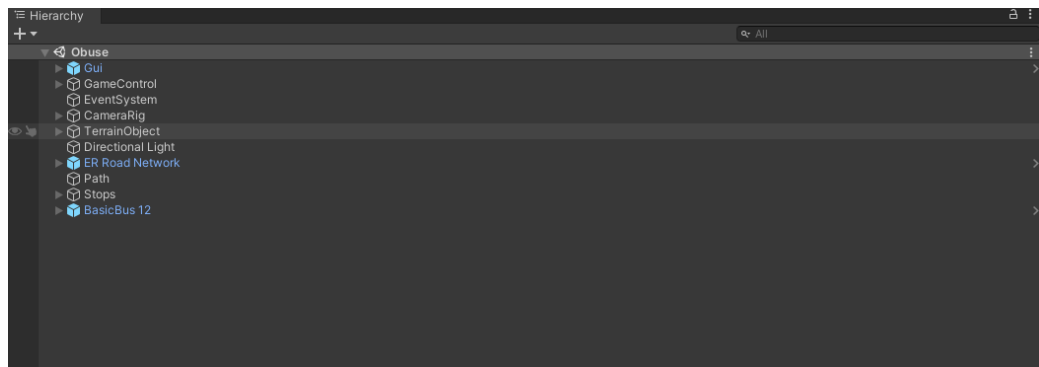 Hierarchy
All
Obuse
Gui
GameControl
EventSystem
CameraRig
TerrainObject
Directional Light
ER Road Network
Path
Stops
BasicBus 12